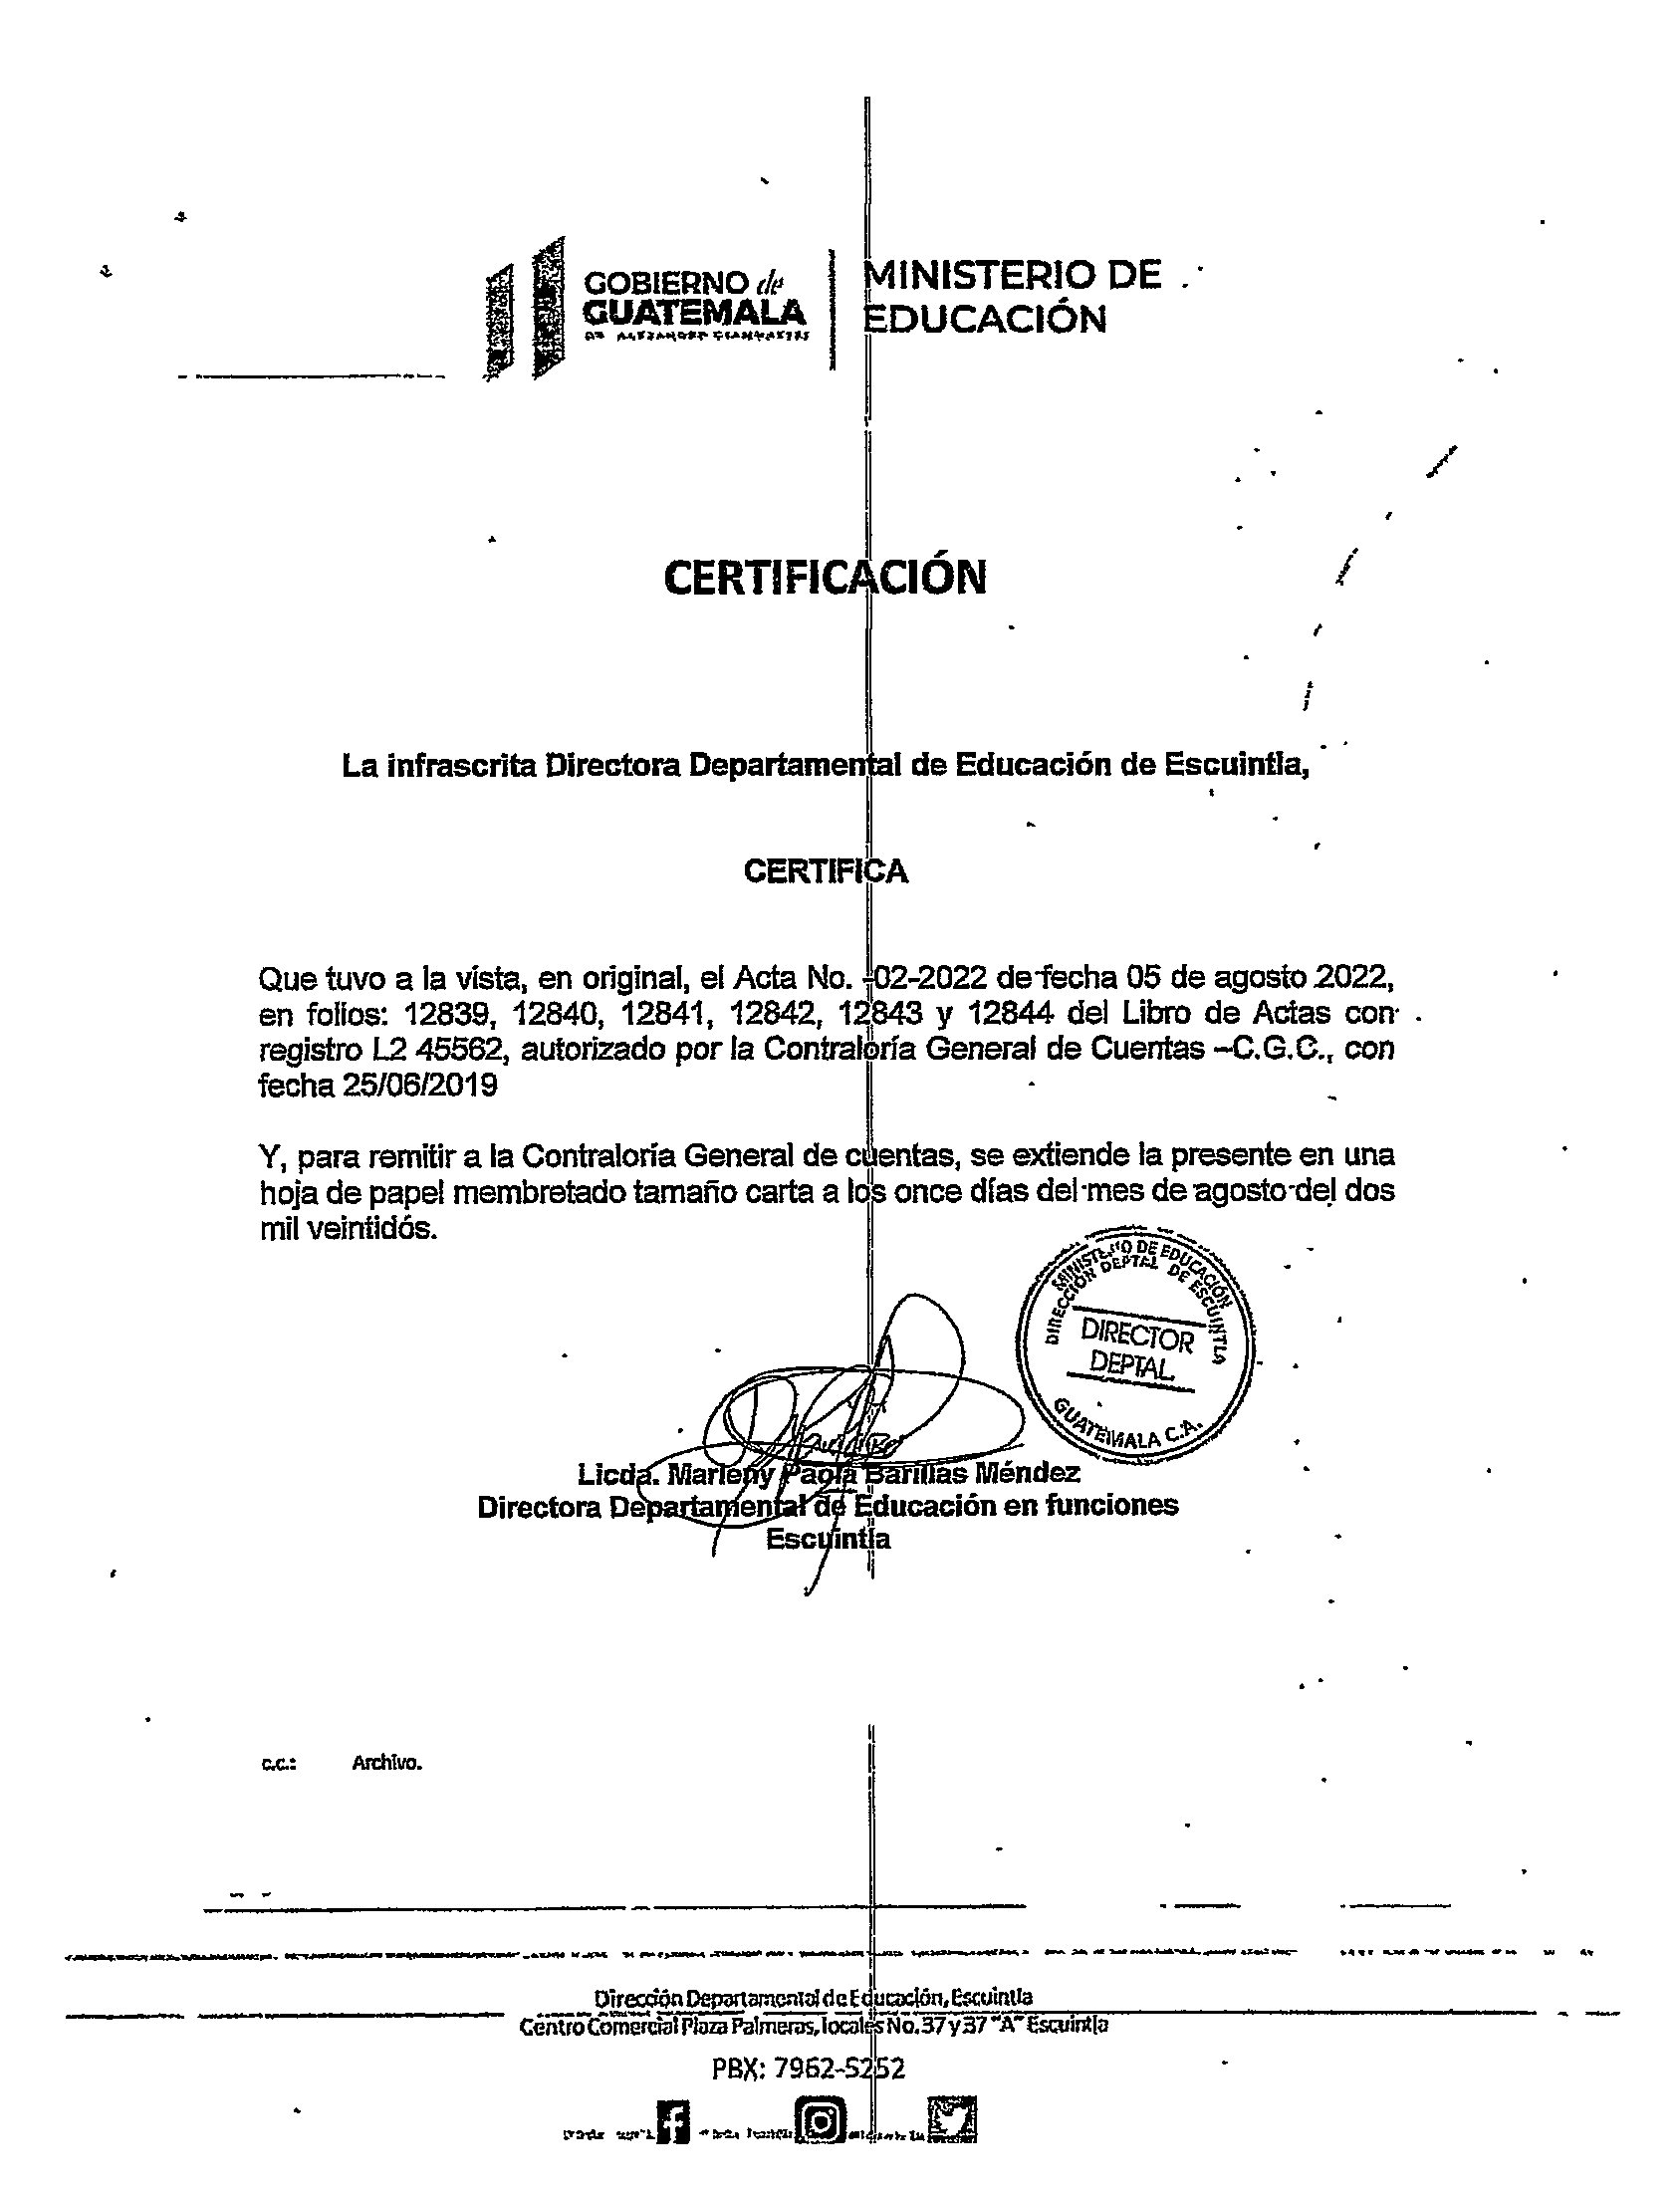 GOBIERNO de
GUATEMALA
DR. ALEJANDRO GIAMMATTEI
MINISTERIO DE
EDUCACIÓN
CERTIFICACIÓN
La infrascrita Directora Departamental de Educación de Escuintla,
CERTIFICA
Que tuvo a la vista, en original, el Acta No. -02-2022 de fecha 05 de agosto 2022,
en folios: 12839, 12840, 12841, 12842, 12843 y 12844 del Libro de Actas con
registro L2 45562, autorizado por la Contraloría General de Cuentas –C.G.C., con
fecha 25/06/2019
Y, para remitir a la Contraloría General de cuentas, se extiende la presente en una
hoja de papel membretado tamaño carta a los once días del mes de agosto del dos
mil veintidós.
MINISTERIO DE EDUCACIÓN
DIRECCIÓN DEPTAL DE ESCUINTLA
DIRECTOR
DEPTAL.
GUATEMALA C.A.
Licda. Marleny Paola Barillas Méndez
Directora Departamental de Educación en funciones
Escuintla
c.c.: Archivo.
Dirección Departamental de Educación, Escuintla
Centro Comercial Plaza Palmeras, locales No. 37 y 37 "A" Escuintla
PBX: 7962-5252